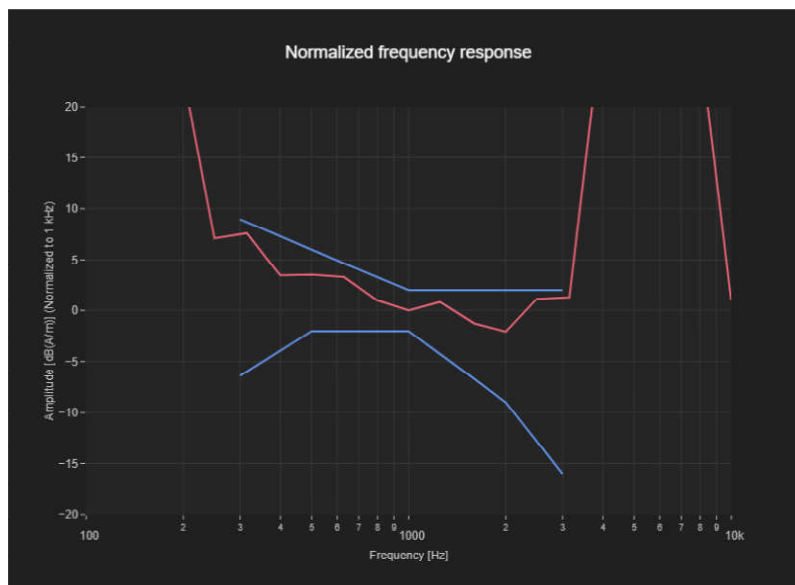 Normalized frequency response
Amplitude [dB(A/m)] (Normalized to 1 kHz)
20
15
10
5
0
−5
−10
−15
−20
100 2 3 4 5 6 7 8 9 1000 2 3 4 5 6 7 8 9 10k
Frequency [Hz]